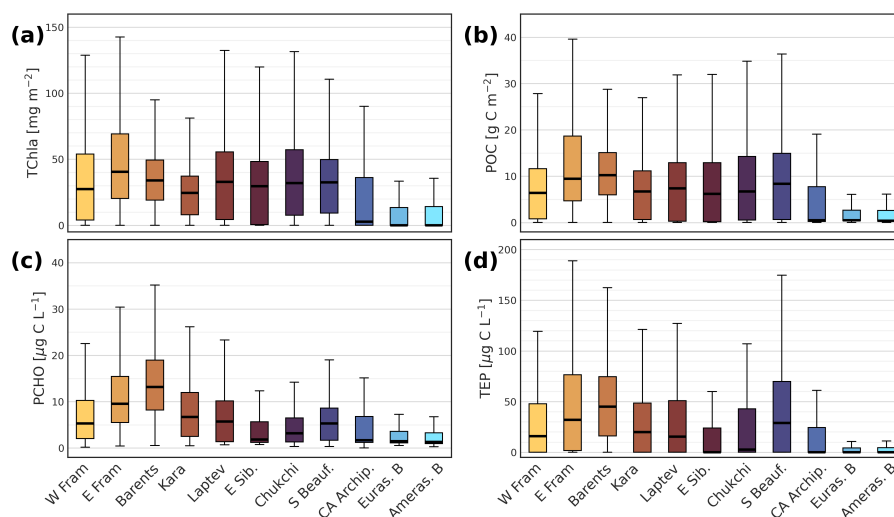 (a)
TChla [mg m⁻²]
150
100
50
0
(b)
POC [g C m⁻²]
40
30
20
10
0
(c)
PCHO [μg C L⁻¹]
40
30
20
10
0
(d)
TEP [μg C L⁻¹]
200
150
100
50
0
W Fram
E Fram
Barents
Kara
Laptev
E Sib.
Chukchi
S Beauf.
CA Archip.
Euras. B
Ameras. B
W Fram
E Fram
Barents
Kara
Laptev
E Sib.
Chukchi
S Beauf.
CA Archip.
Euras. B
Ameras. B